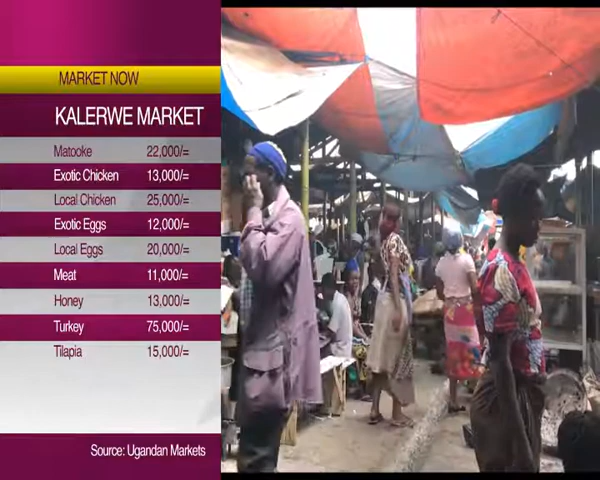 MARKET NOW
KALERWE MARKET
Matooke 22,000/=
Exotic Chicken 13,000/=
Local Chicken 25,000/=
Exotic Eggs 12,000/=
Local Eggs 20,000/=
Meat 11,000/=
Honey 13,000/=
Turkey 75,000/=
Tilapia 15,000/=
Source: Ugandan Markets